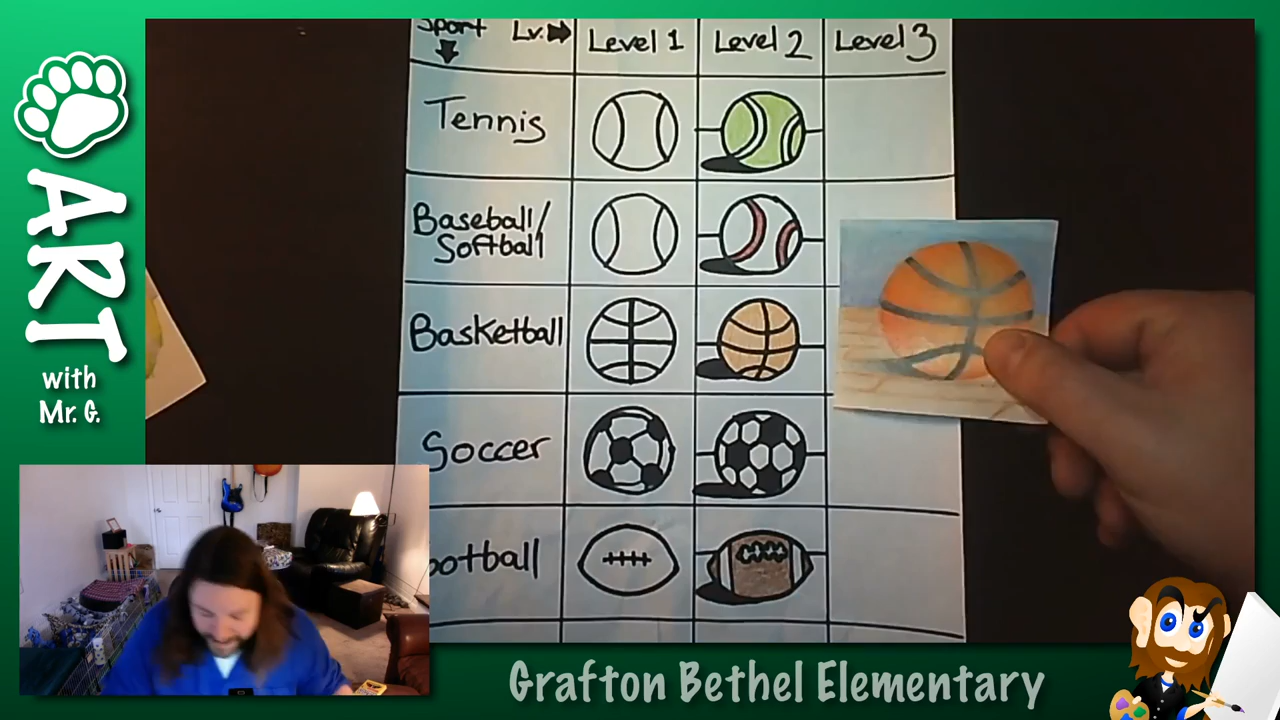 ART
with
Mr. G.
Sport Lv. Level 1 Level 2 Level 3
Tennis
Baseball/
Softball
Basketball
Soccer
ootball
Grafton Bethel Elementary